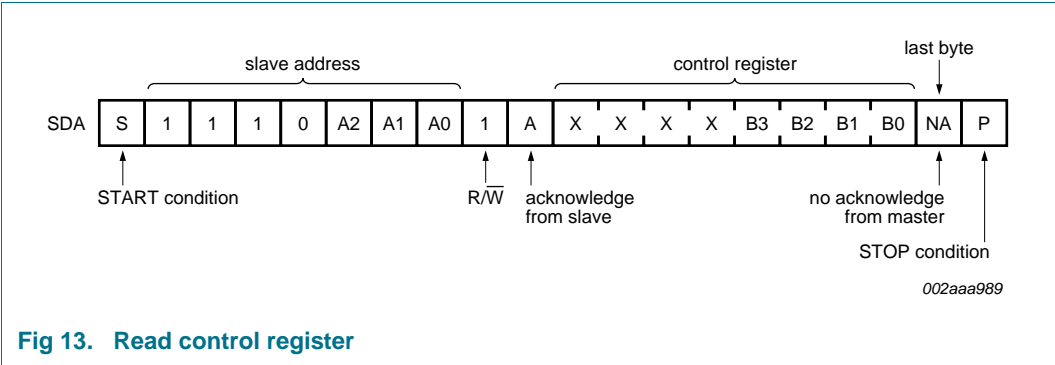 last byte
slave address control register
SDA S 1 1 1 0 A2 A1 A0 1 A X X X X B3 B2 B1 B0 NA P
START condition R/W̅ acknowledge from slave no acknowledge from master
STOP condition
002aaa989
Fig 13. Read control register